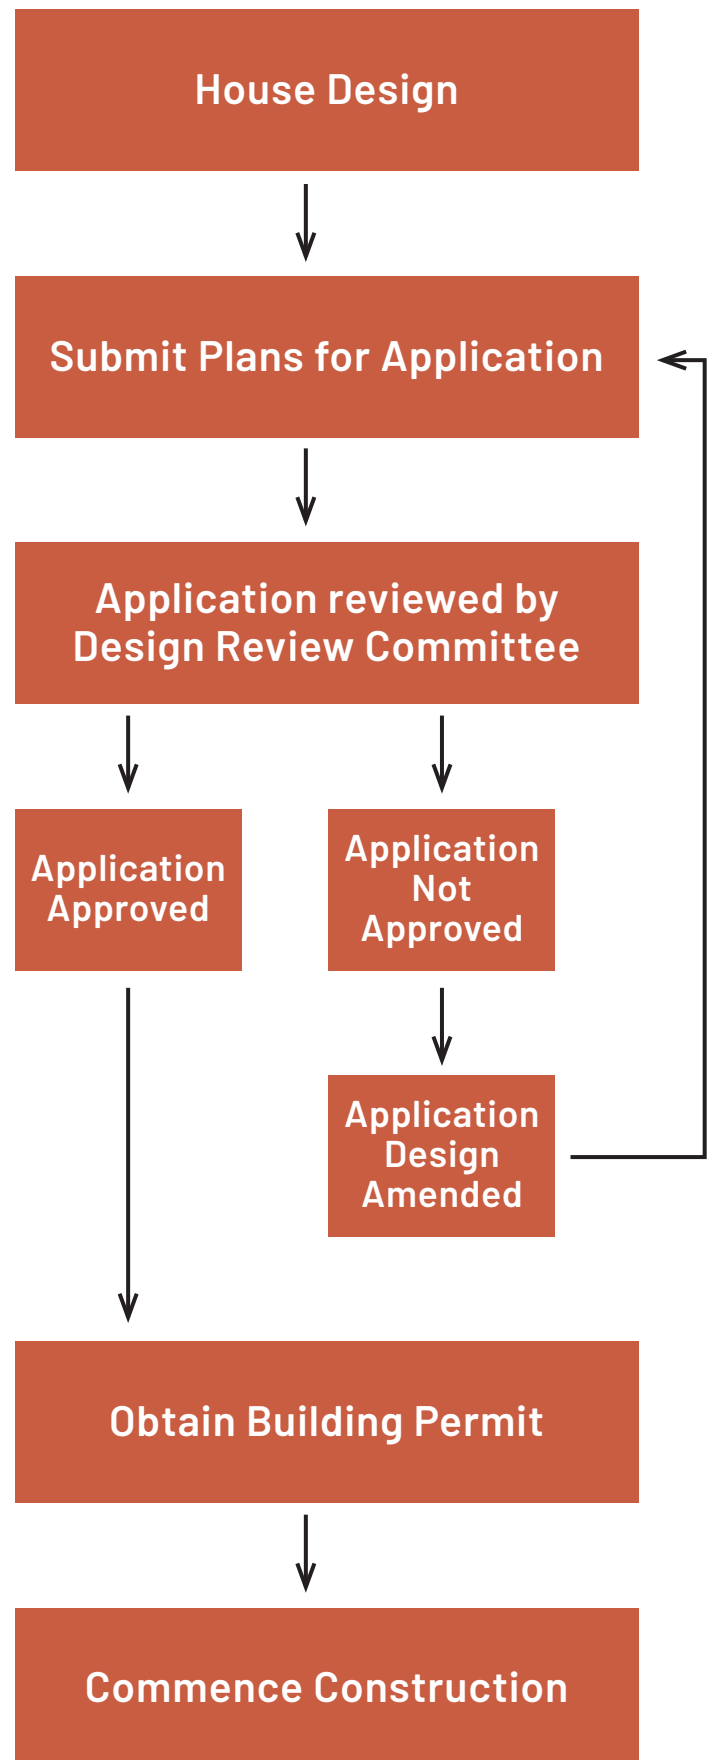 House Design
Submit Plans for Application
Application reviewed by
Design Review Committee
Application
Approved
Application
Not
Approved
Application
Design
Amended
Obtain Building Permit
Commence Construction